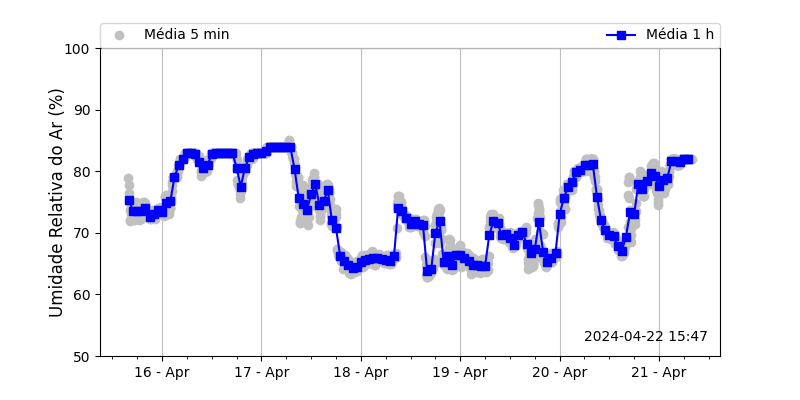 Média 5 min
Média 1 h
100
90
80
70
60
50
Umidade Relativa do Ar (%)
2024-04-22 15:47
16 - Apr
17 - Apr
18 - Apr
19 - Apr
20 - Apr
21 - Apr